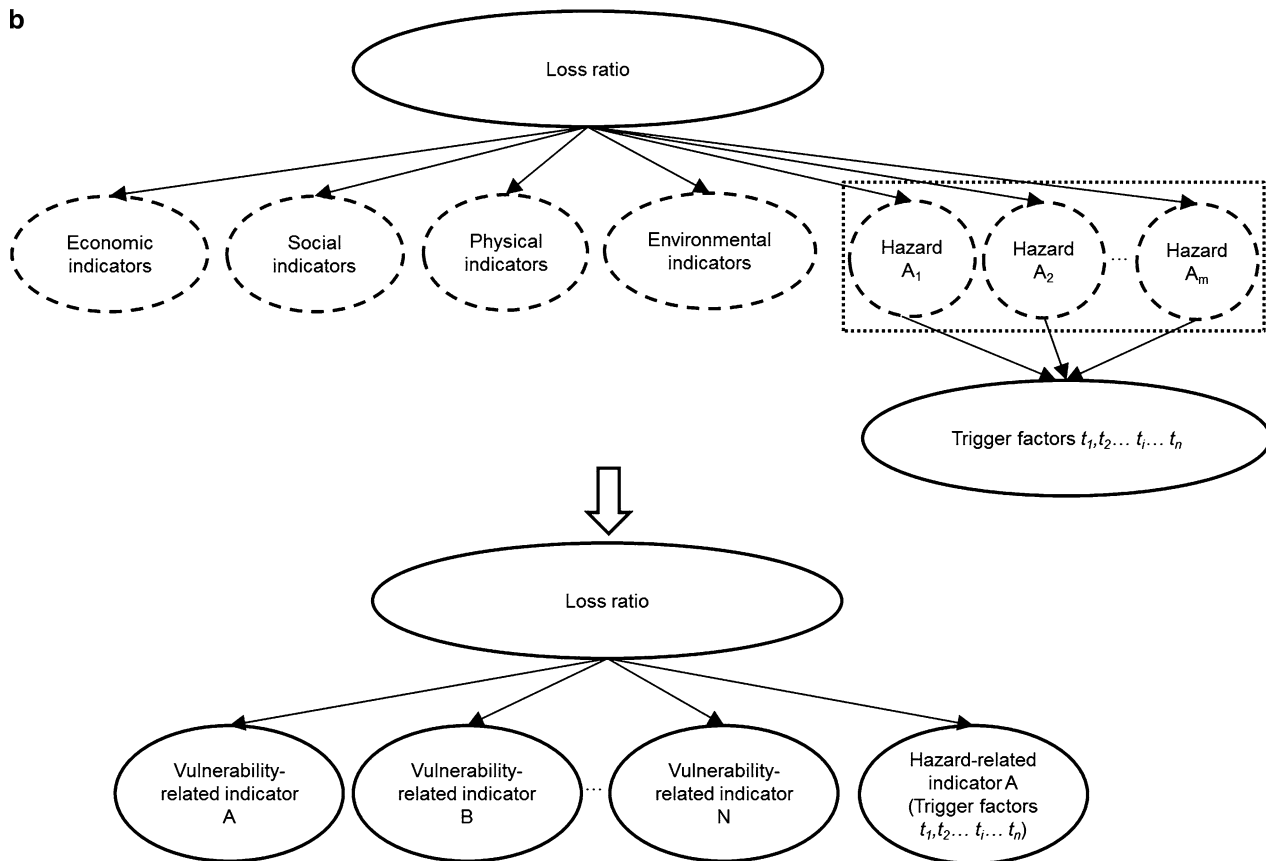 b
Loss ratio
Economic
indicators
Social
indicators
Physical
indicators
Environmental
indicators
Hazard
A1
Hazard
A2
...
Hazard
Am
Trigger factors t1,t2... ti... tn
Loss ratio
Vulnerability-
related indicator
A
Vulnerability-
related indicator
B
...
Vulnerability-
related indicator
N
Hazard-related
indicator A
(Trigger factors
t1,t2... ti... tn)